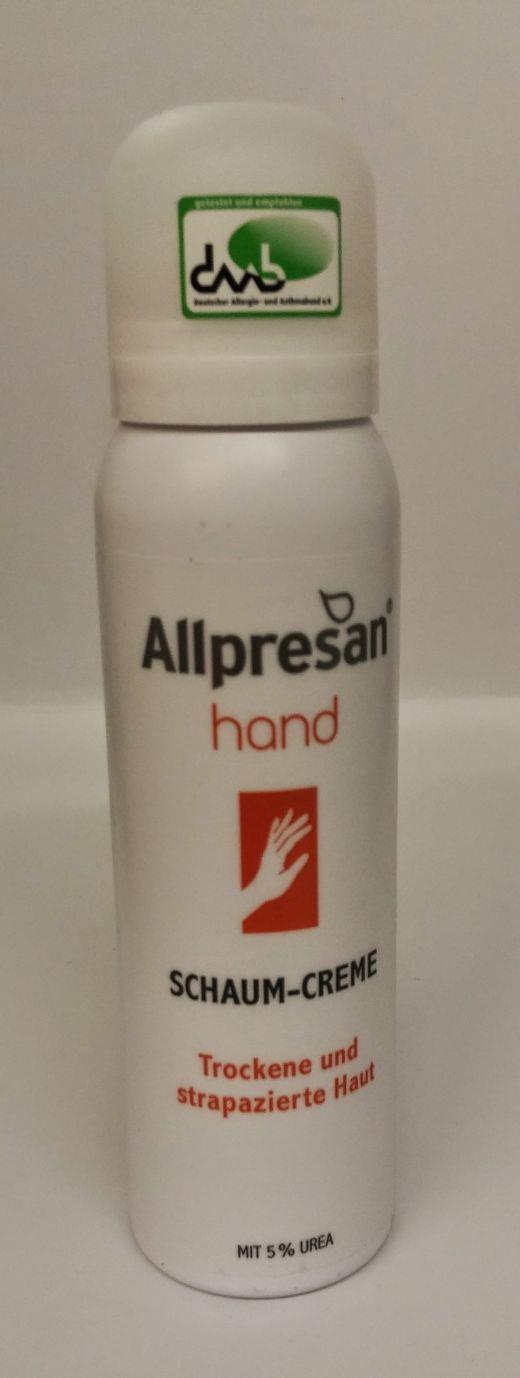 getestet und empfohlen
daab
Deutscher Allergie- und Asthmabund e.V.
Allpresan®
hand
SCHAUM-CREME
Trockene und
strapazierte Haut
MIT 5% UREA